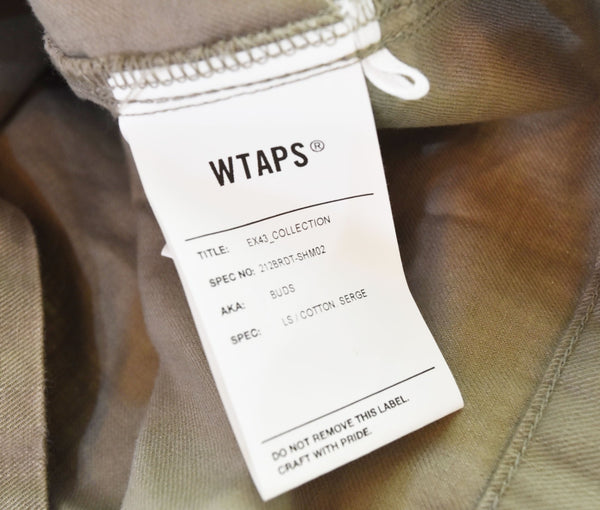 WTAPS®
TITLE: EX43_COLLECTION
SPEC NO: 212BRDT-SHM02
AKA: BUDS
SPEC: LS / COTTON SERGE
DO NOT REMOVE THIS LABEL.
CRAFT WITH PRIDE.